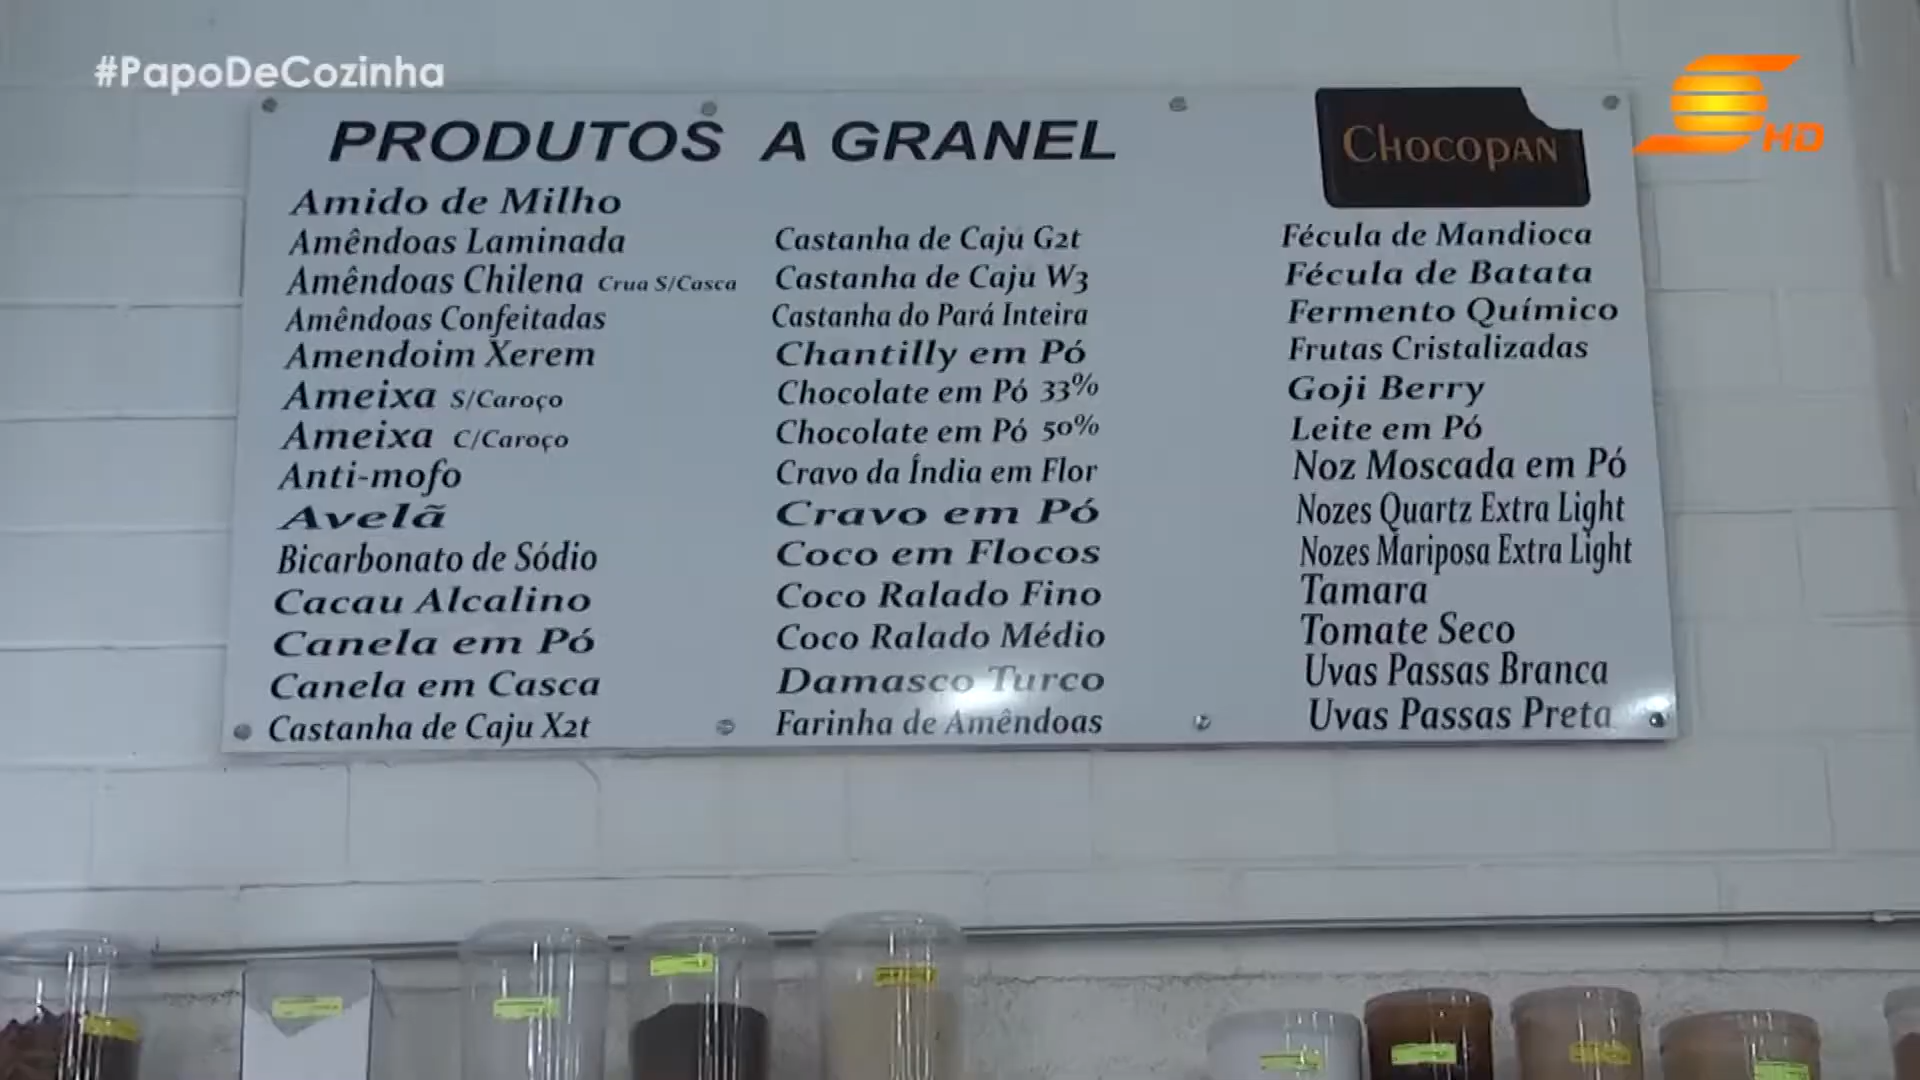 #PapoDeCozinha
HD
PRODUTOS A GRANEL
CHOCOPAN
Amido de Milho
Amêndoas Laminada
Amêndoas Chilena Crua S/Casca
Amêndoas Confeitadas
Amendoim Xerem
Ameixa S/Caroço
Ameixa C/Caroço
Anti-mofo
Avelã
Bicarbonato de Sódio
Cacau Alcalino
Canela em Pó
Canela em Casca
Castanha de Caju X2t
Castanha de Caju G2t
Castanha de Caju W3
Castanha do Pará Inteira
Chantilly em Pó
Chocolate em Pó 33%
Chocolate em Pó 50%
Cravo da Índia em Flor
Cravo em Pó
Coco em Flocos
Coco Ralado Fino
Coco Ralado Médio
Damasco Turco
Farinha de Amêndoas
Fécula de Mandioca
Fécula de Batata
Fermento Químico
Frutas Cristalizadas
Goji Berry
Leite em Pó
Noz Moscada em Pó
Nozes Quartz Extra Light
Nozes Mariposa Extra Light
Tamara
Tomate Seco
Uvas Passas Branca
Uvas Passas Preta